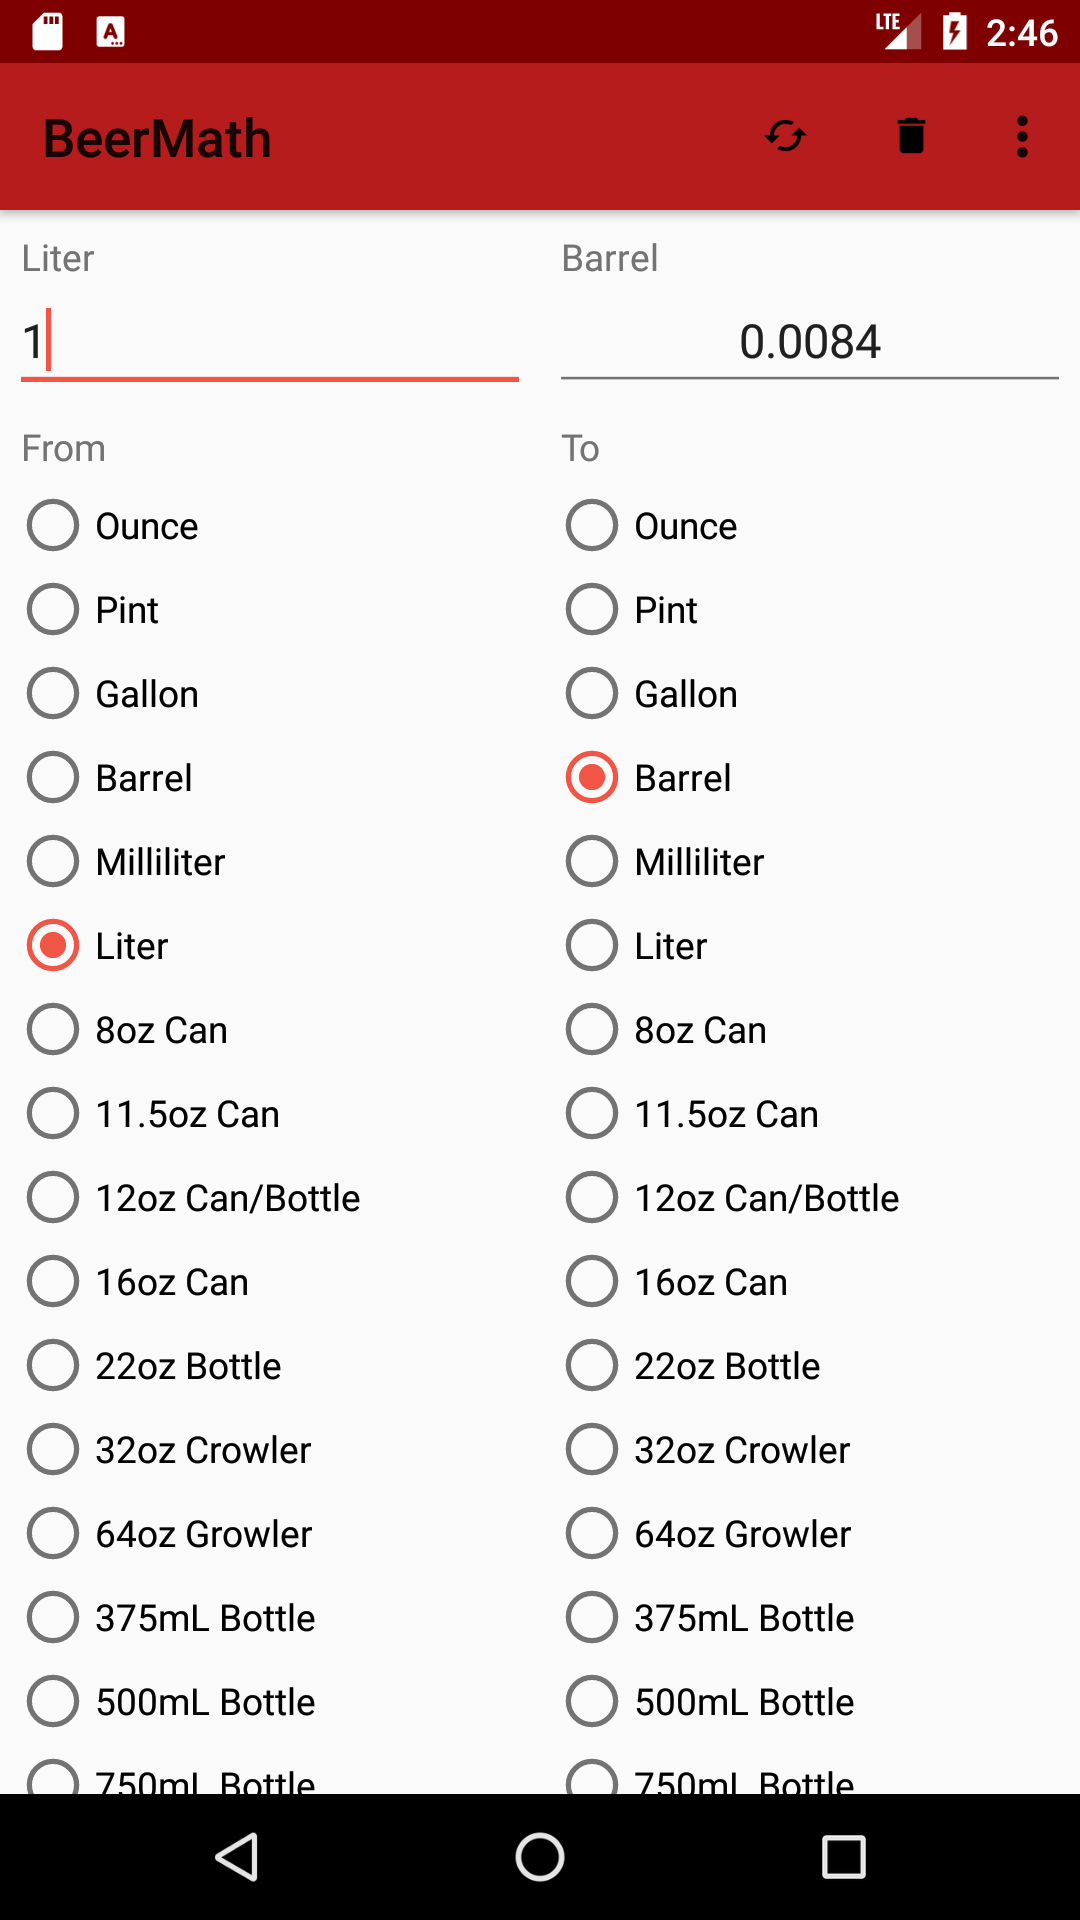 LTE 2:46
BeerMath
Liter Barrel
1 0.0084
From To
Ounce Ounce
Pint Pint
Gallon Gallon
Barrel Barrel
Milliliter Milliliter
Liter Liter
8oz Can 8oz Can
11.5oz Can 11.5oz Can
12oz Can/Bottle 12oz Can/Bottle
16oz Can 16oz Can
22oz Bottle 22oz Bottle
32oz Crowler 32oz Crowler
64oz Growler 64oz Growler
375mL Bottle 375mL Bottle
500mL Bottle 500mL Bottle
750mL Bottle 750mL Bottle